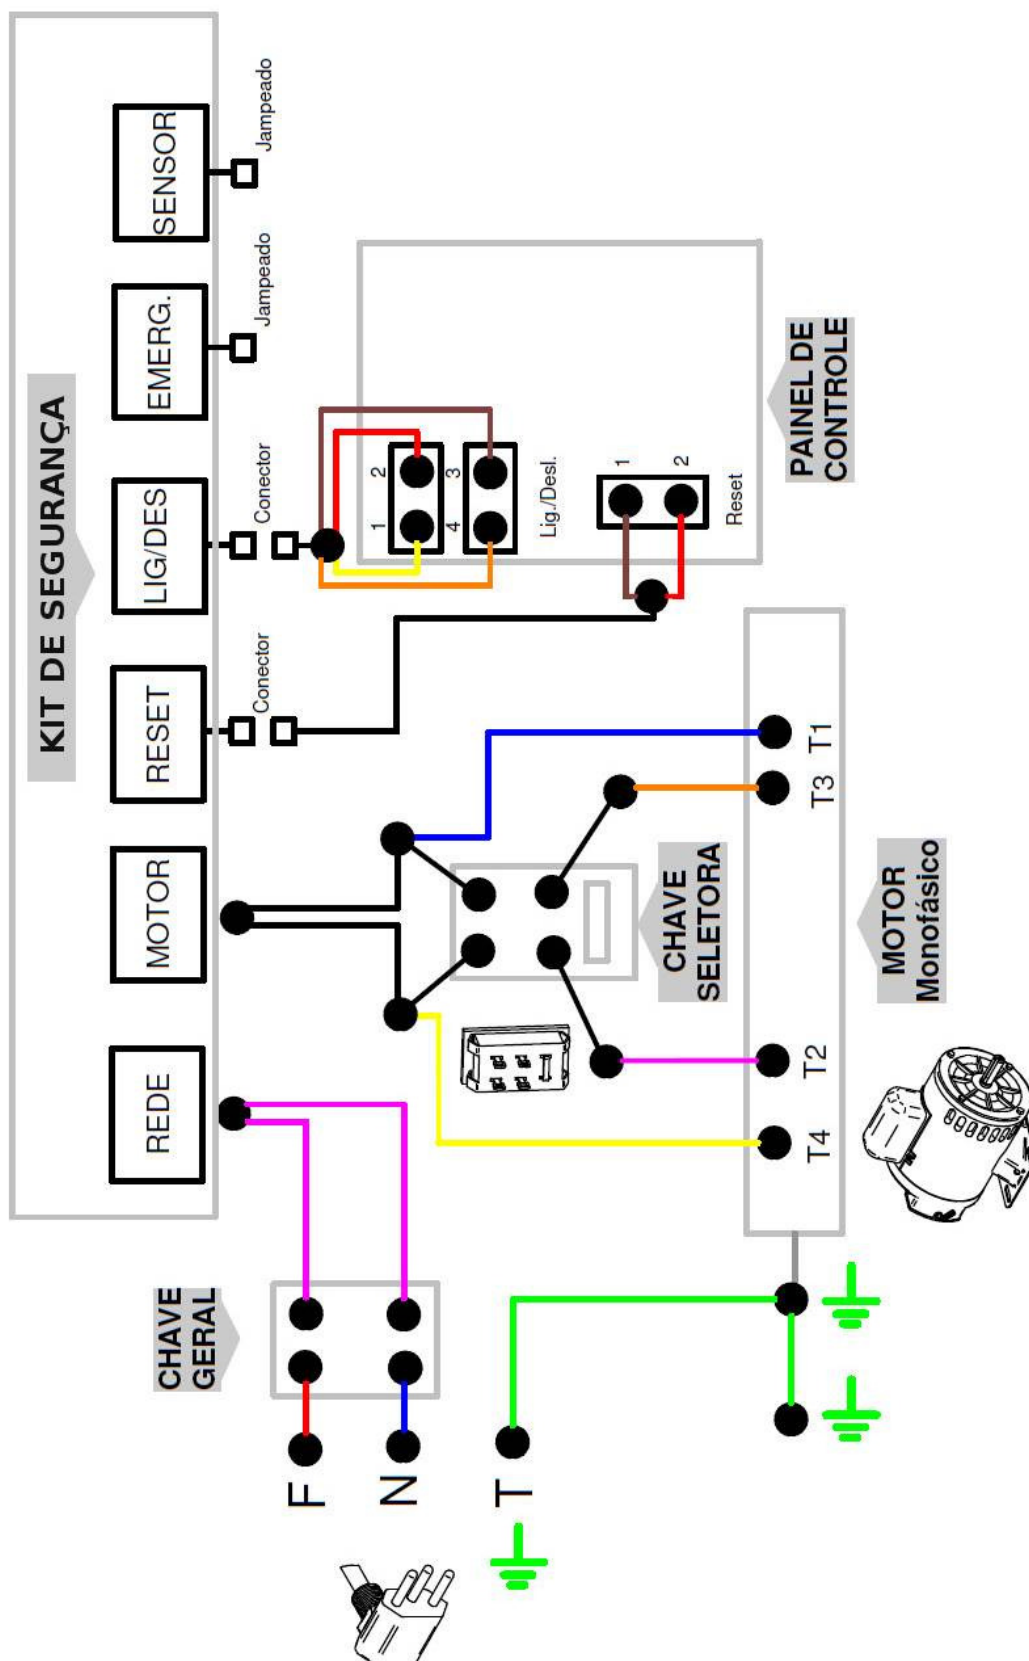 KIT DE SEGURANÇA
REDE
MOTOR
RESET
LIG/DES
EMERG.
SENSOR
Conector
Conector
Jampeado
Jampeado
CHAVE
GERAL
F
N
T
1
2
4
3
Lig./Desl.
1
2
Reset
PAINEL DE
CONTROLE
CHAVE
SELETORA
T4
T2
T3
T1
MOTOR
Monofásico